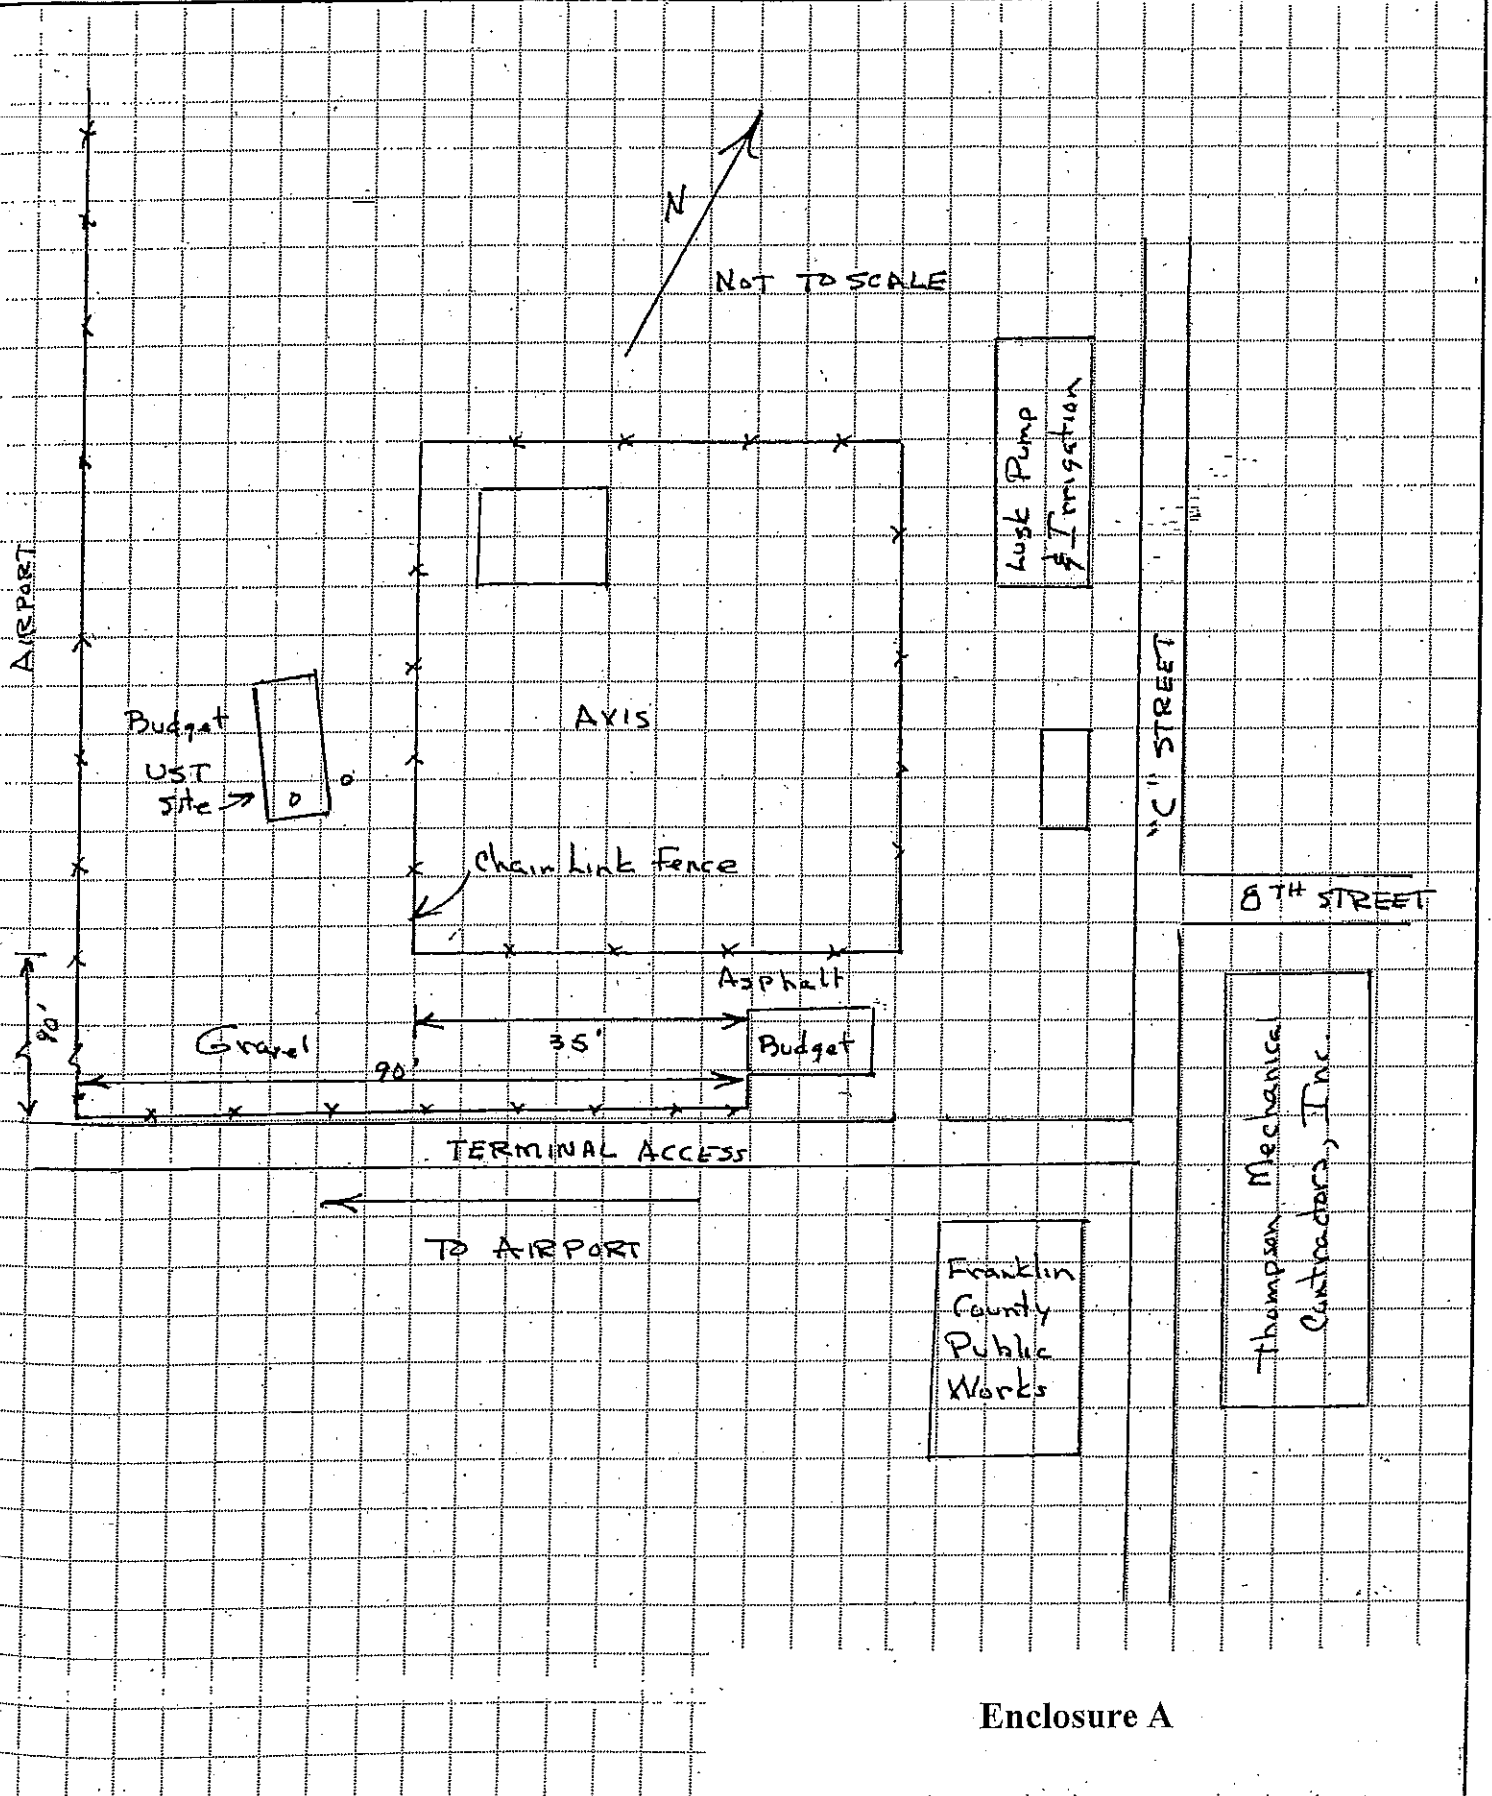 N
NOT TO SCALE
Lusk Pump
& Irrigation
AIRPORT
"C" STREET
Budget
UST
Site
Axis
Chain Link Fence
8TH STREET
Asphalt
90'
Gravel
35'
Budget
90'
TERMINAL ACCESS
TO AIRPORT
Thompson Mechanical
Contractors, Inc.
Franklin
County
Public
Works
Enclosure A